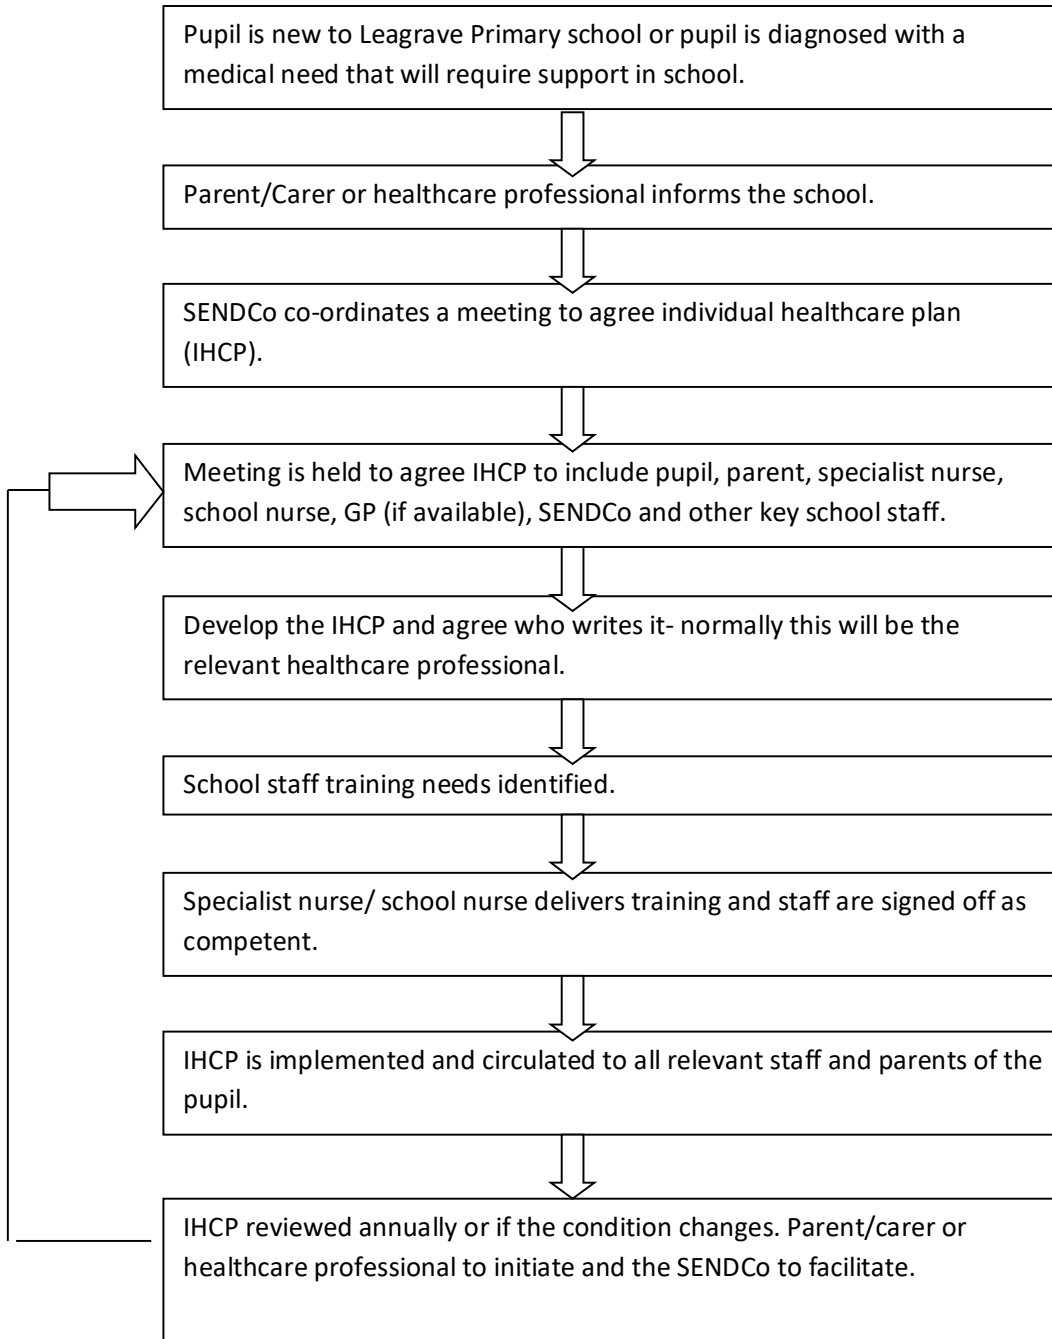 Pupil is new to Leagrave Primary school or pupil is diagnosed with a
medical need that will require support in school.
Parent/Carer or healthcare professional informs the school.
SENDCo co-ordinates a meeting to agree individual healthcare plan
(IHCP).
Meeting is held to agree IHCP to include pupil, parent, specialist nurse,
school nurse, GP (if available), SENDCo and other key school staff.
Develop the IHCP and agree who writes it- normally this will be the
relevant healthcare professional.
School staff training needs identified.
Specialist nurse/ school nurse delivers training and staff are signed off as
competent.
IHCP is implemented and circulated to all relevant staff and parents of the
pupil.
IHCP reviewed annually or if the condition changes. Parent/carer or
healthcare professional to initiate and the SENDCo to facilitate.